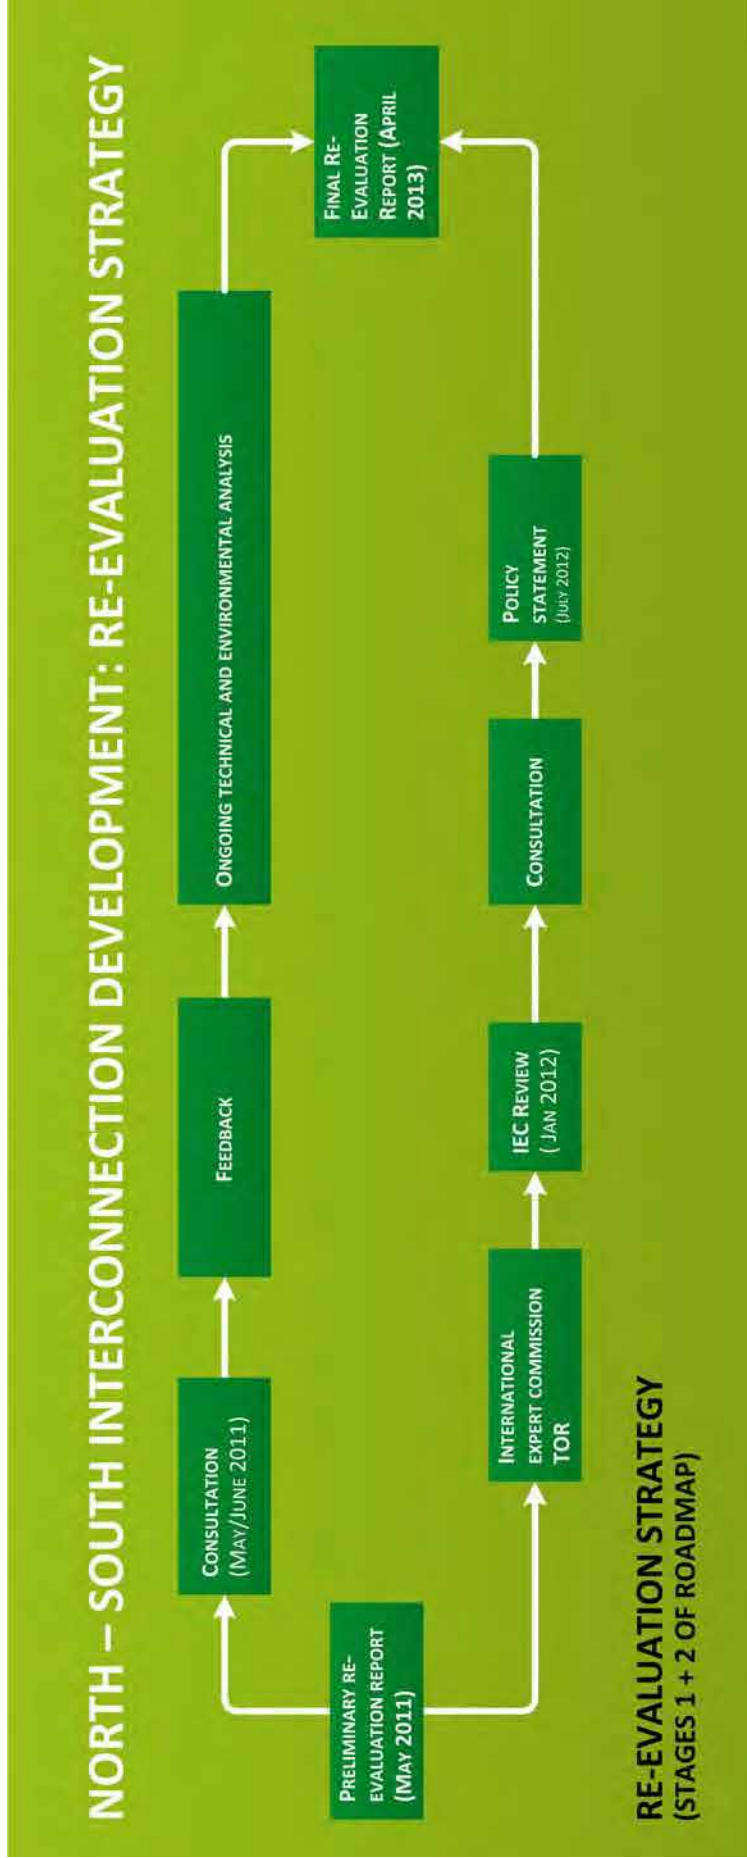 NORTH – SOUTH INTERCONNECTION DEVELOPMENT: RE-EVALUATION STRATEGY
PRELIMINARY RE-
EVALUATION REPORT
(MAY 2011)
CONSULTATION
(MAY/JUNE 2011)
FEEDBACK
ONGOING TECHNICAL AND ENVIRONMENTAL ANALYSIS
INTERNATIONAL
EXPERT COMMISSION
TOR
IEC REVIEW
( JAN 2012)
CONSULTATION
POLICY
STATEMENT
(JULY 2012)
FINAL RE-
EVALUATION
REPORT (APRIL
2013)
RE-EVALUATION STRATEGY
(STAGES 1 + 2 OF ROADMAP)